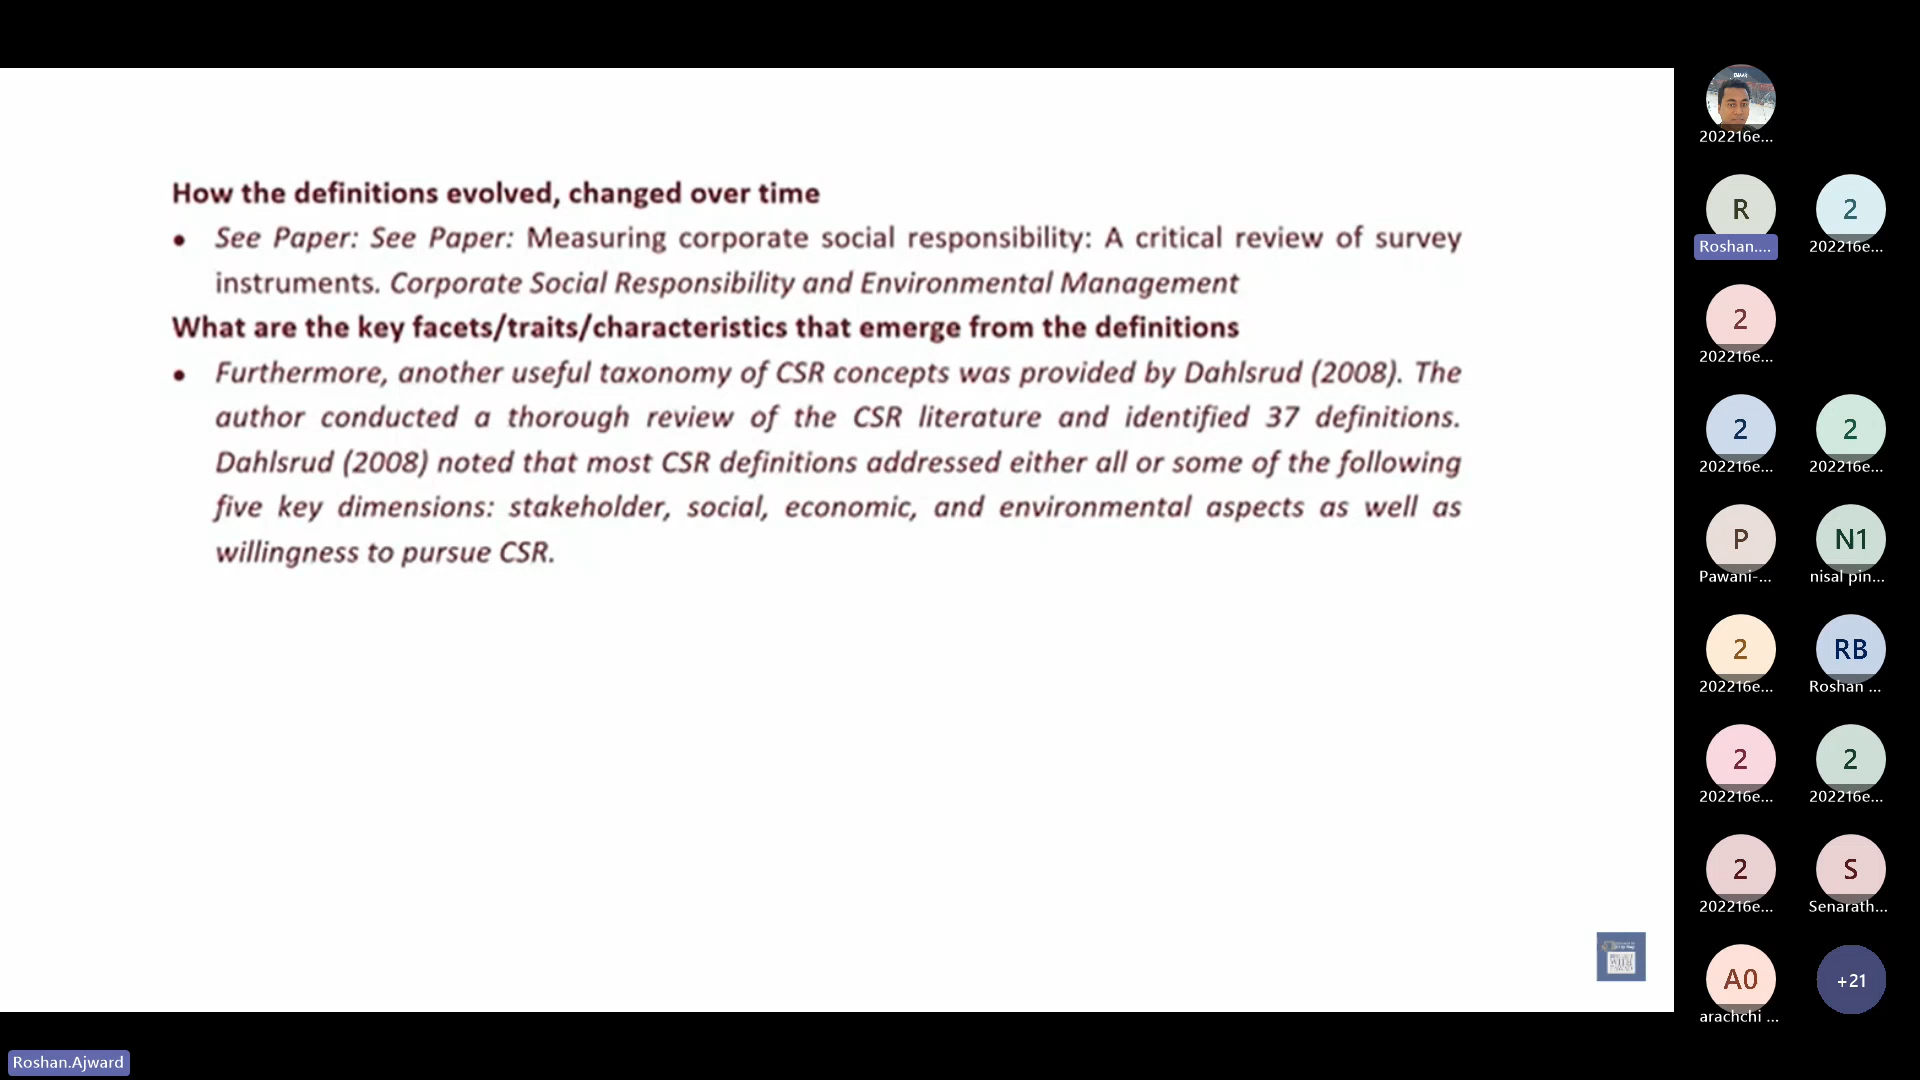 How the definitions evolved, changed over time
• See Paper: See Paper: Measuring corporate social responsibility: A critical review of survey
instruments. Corporate Social Responsibility and Environmental Management
What are the key facets/traits/characteristics that emerge from the definitions
• Furthermore, another useful taxonomy of CSR concepts was provided by Dahlsrud (2008). The
author conducted a thorough review of the CSR literature and identified 37 definitions.
Dahlsrud (2008) noted that most CSR definitions addressed either all or some of the following
five key dimensions: stakeholder, social, economic, and environmental aspects as well as
willingness to pursue CSR.
202216e...
R
Roshan....
2
202216e...
2
202216e...
2
202216e...
2
202216e...
P
Pawani-...
N1
nisal pin...
2
202216e...
RB
Roshan ...
2
202216e...
2
202216e...
2
202216e...
S
Senarath...
A0
arachchi ...
+21
Roshan.Ajward